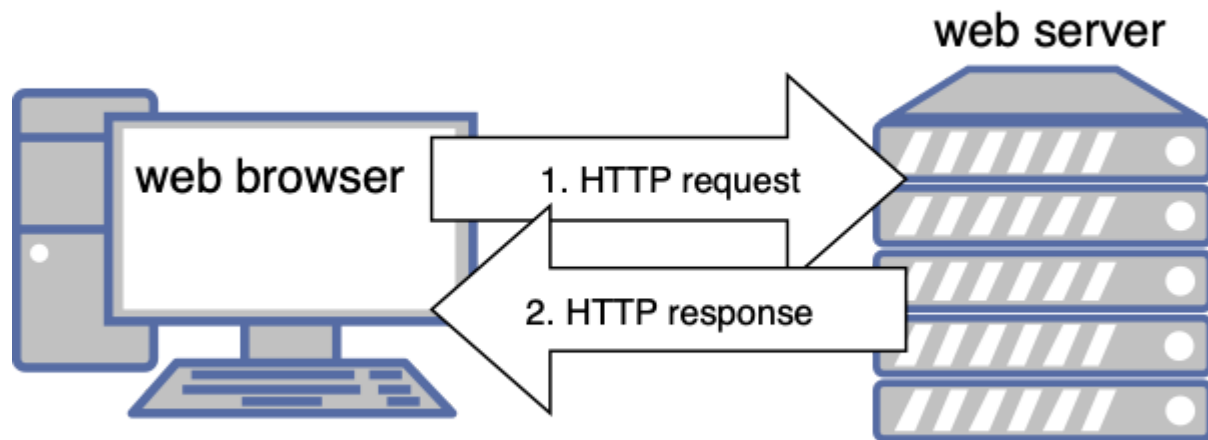 web server
web browser
1. HTTP request
2. HTTP response